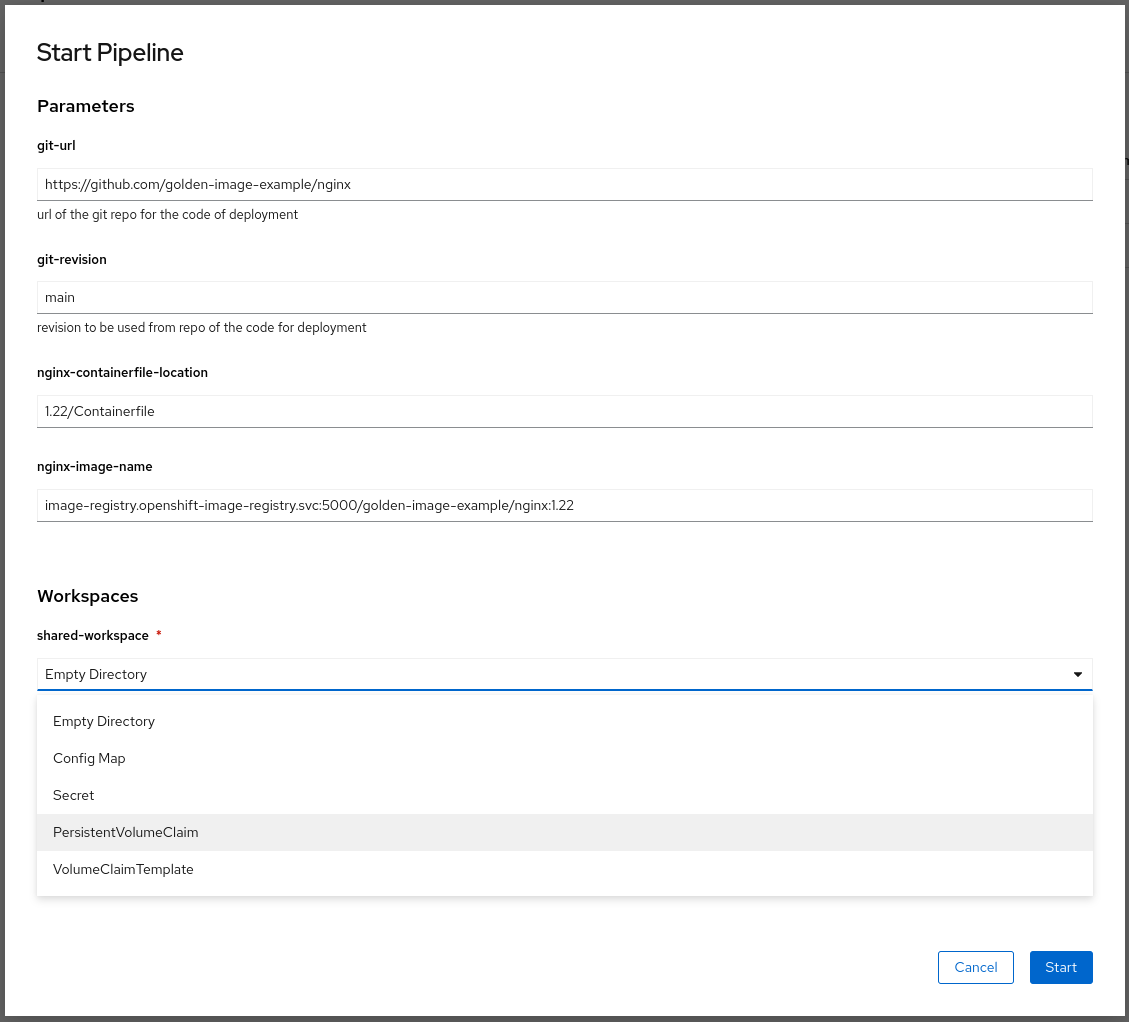 Start Pipeline
Parameters
git-url
https://github.com/golden-image-example/nginx
url of the git repo for the code of deployment
git-revision
main
revision to be used from repo of the code for deployment
nginx-containerfile-location
1.22/Containerfile
nginx-image-name
image-registry.openshift-image-registry.svc:5000/golden-image-example/nginx:1.22
Workspaces
shared-workspace *
Empty Directory
Empty Directory
Config Map
Secret
PersistentVolumeClaim
VolumeClaimTemplate
Cancel Start